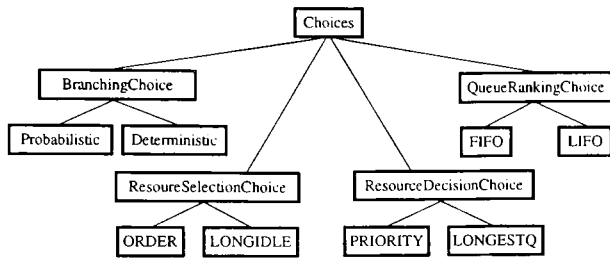 Choices
BranchingChoice
QueueRankingChoice
Probabilistic
Deterministic
FIFO
LIFO
ResoureSelectionChoice
ResourceDecisionChoice
ORDER
LONGIDLE
PRIORITY
LONGESTQ